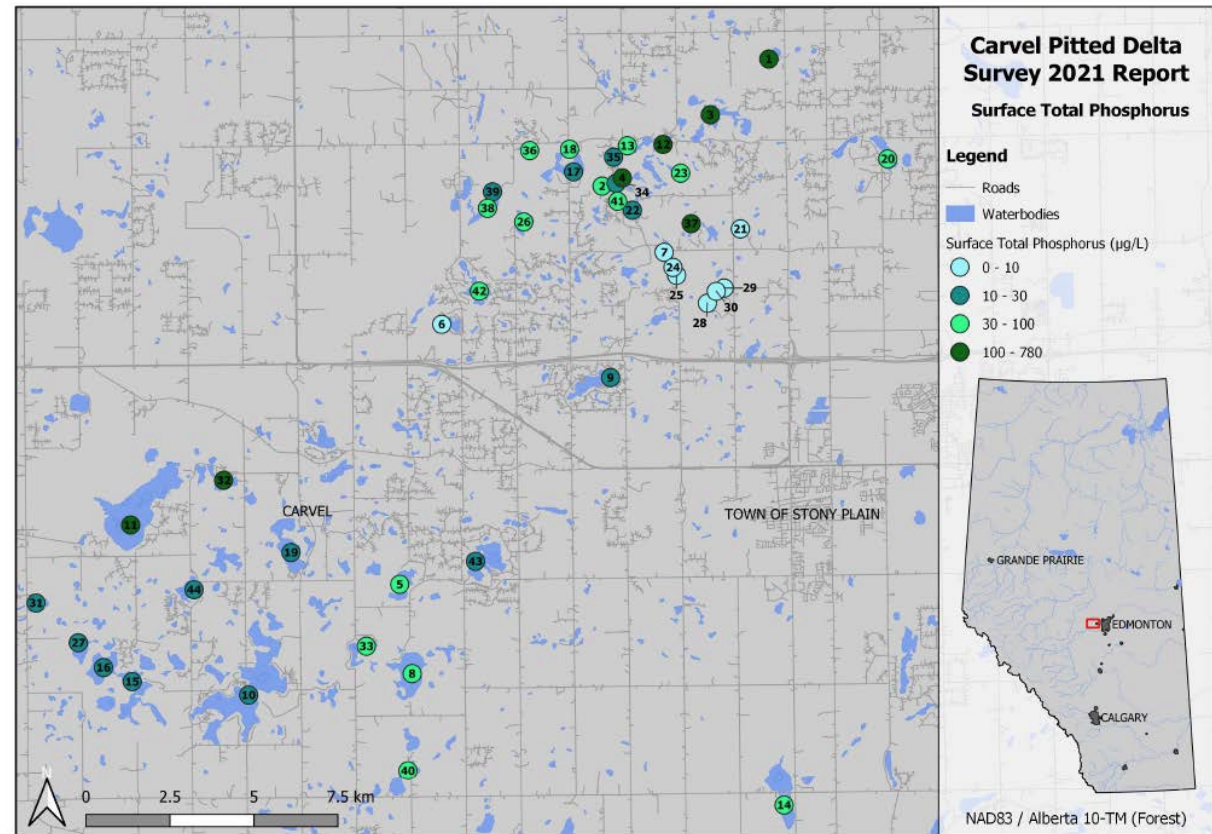 Carvel Pitted Delta
Survey 2021 Report
Surface Total Phosphorus
Legend
Roads
Waterbodies
Surface Total Phosphorus (µg/L)
0 - 10
10 - 30
30 - 100
100 - 780
1
3
12
13
18
36
35
20
17
4
23
39
2
34
41
38
22
26
37
21
7
24
25
42
29
30
28
6
9
32
CARVEL
TOWN OF STONY PLAIN
11
19
43
5
44
31
27
33
16
8
15
10
40
14
N
0 2.5 5 7.5 km
GRANDE PRAIRIE
EDMONTON
CALGARY
NAD83 / Alberta 10-TM (Forest)